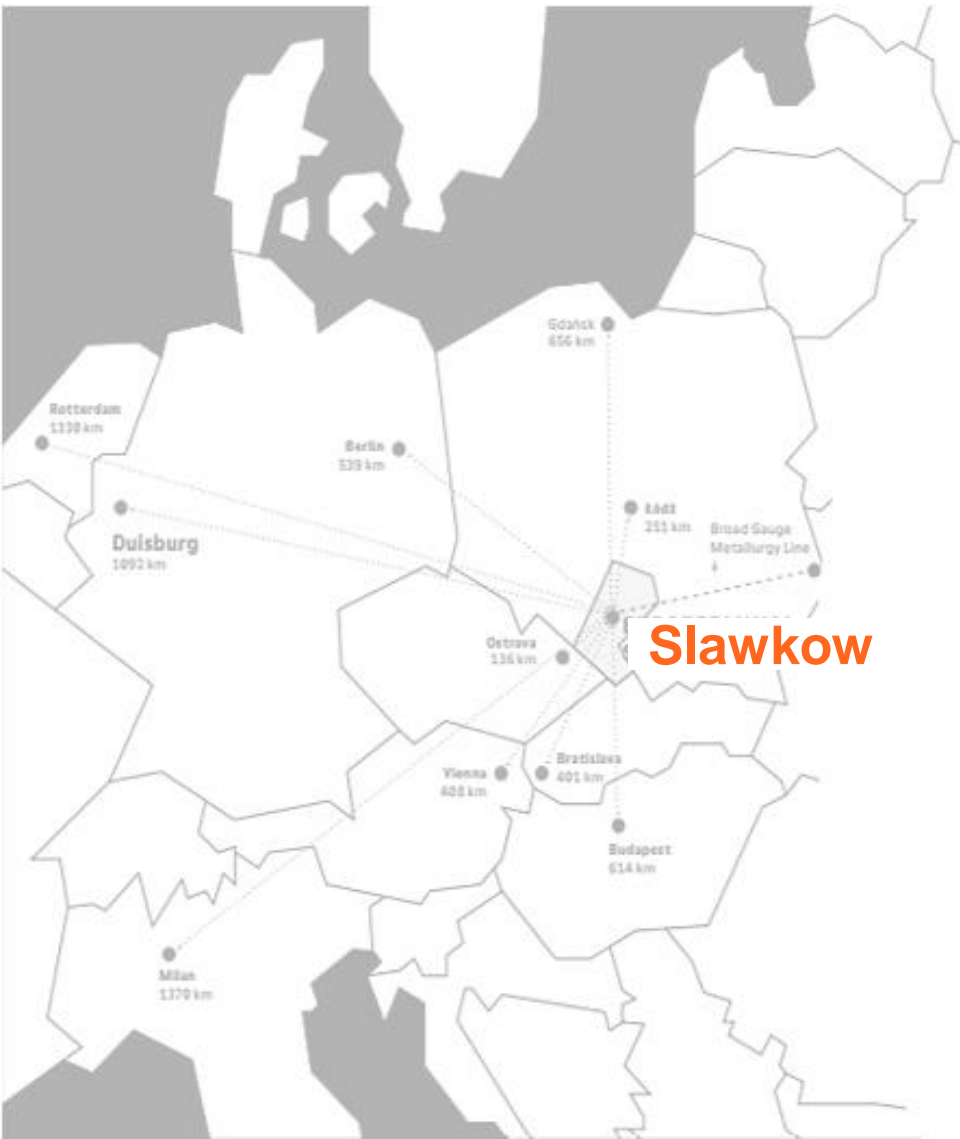 Gdańsk
656 km
Rotterdam
1330 km
Berlin
539 km
Łódź
251 km
Broad Gauge
Metallurgy Line
Duisburg
1092 km
Slawkow
Ostrava
136 km
Bratislava
401 km
Vienna
408 km
Budapest
614 km
Milan
1370 km